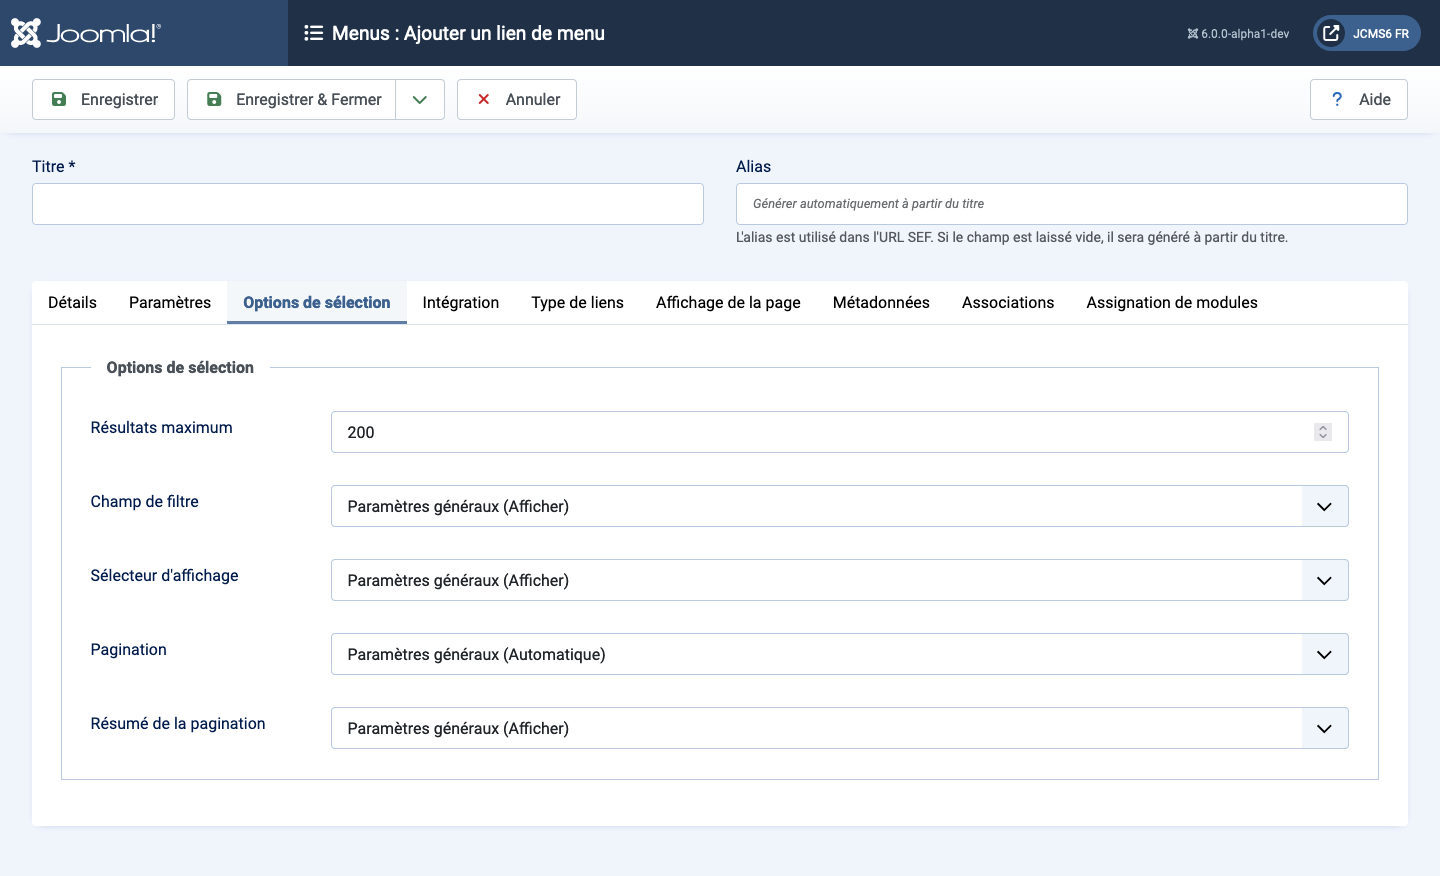 Joomla!®
Menus : Ajouter un lien de menu
6.0.0-alpha1-dev
JCMS6 FR
Enregistrer
Enregistrer & Fermer
Annuler
? Aide
Titre *
Alias
Générer automatiquement à partir du titre
L'alias est utilisé dans l'URL SEF. Si le champ est laissé vide, il sera généré à partir du titre.
Détails Paramètres Options de sélection Intégration Type de liens Affichage de la page Métadonnées Associations Assignation de modules
Options de sélection
Résultats maximum
200
Champ de filtre
Paramètres généraux (Afficher)
Sélecteur d'affichage
Paramètres généraux (Afficher)
Pagination
Paramètres généraux (Automatique)
Résumé de la pagination
Paramètres généraux (Afficher)